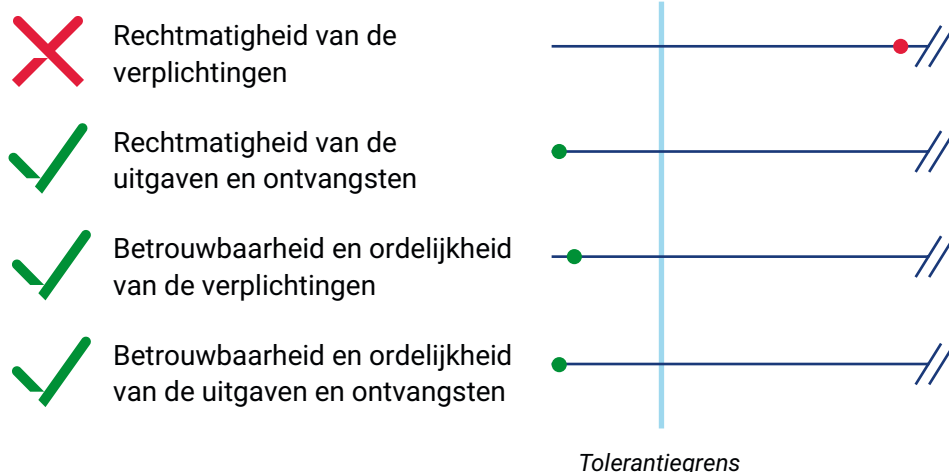 Rechtmatigheid van de
verplichtingen
Rechtmatigheid van de
uitgaven en ontvangsten
Betrouwbaarheid en ordelijkheid
van de verplichtingen
Betrouwbaarheid en ordelijkheid
van de uitgaven en ontvangsten
Tolerantiegrens